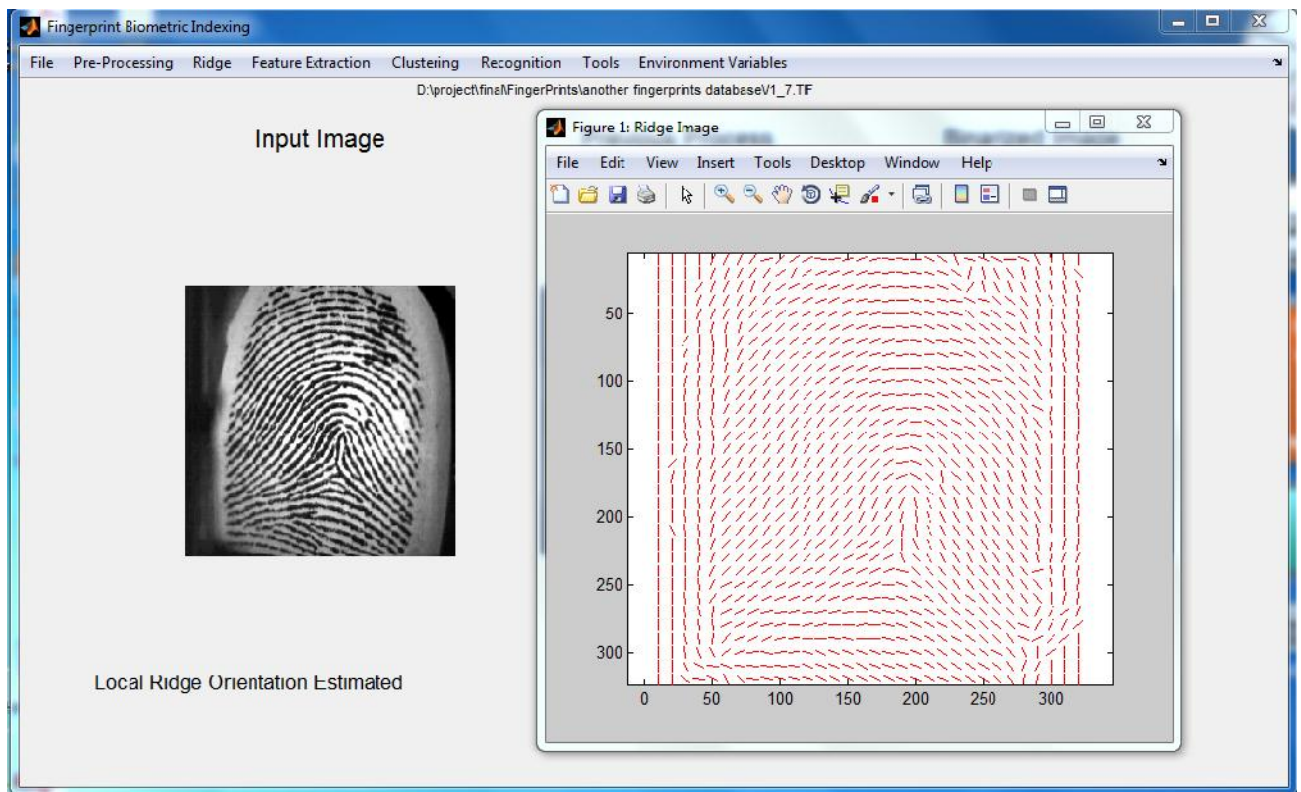 Fingerprint Biometric Indexing
File Pre-Processing Ridge Feature Extraction Clustering Recognition Tools Environment Variables
D:\project\final\FingerPrints\another fingerprints databaseV1_7.TIF
Input Image
Figure 1: Ridge Image
File Edit View Insert Tools Desktop Window Help
50
100
150
200
250
300
0 50 100 150 200 250 300
Local Ridge Orientation Estimated